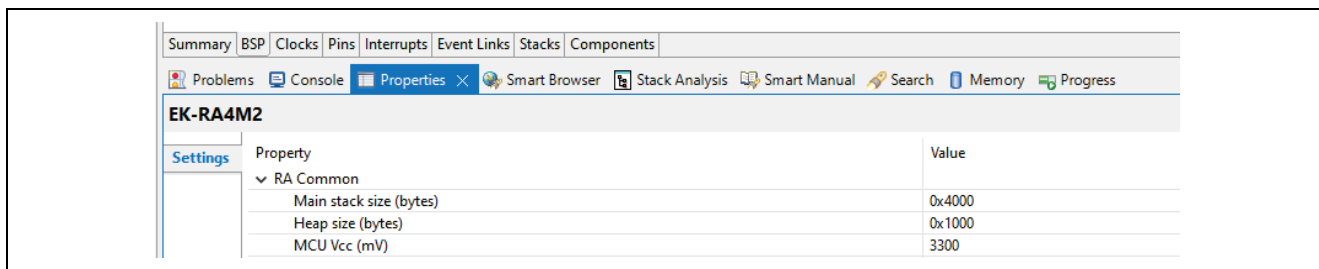 Summary BSP Clocks Pins Interrupts Event Links Stacks Components
Problems Console Properties Smart Browser Stack Analysis Smart Manual Search Memory Progress
EK-RA4M2
Settings Property Value
RA Common
Main stack size (bytes) 0x4000
Heap size (bytes) 0x1000
MCU Vcc (mV) 3300